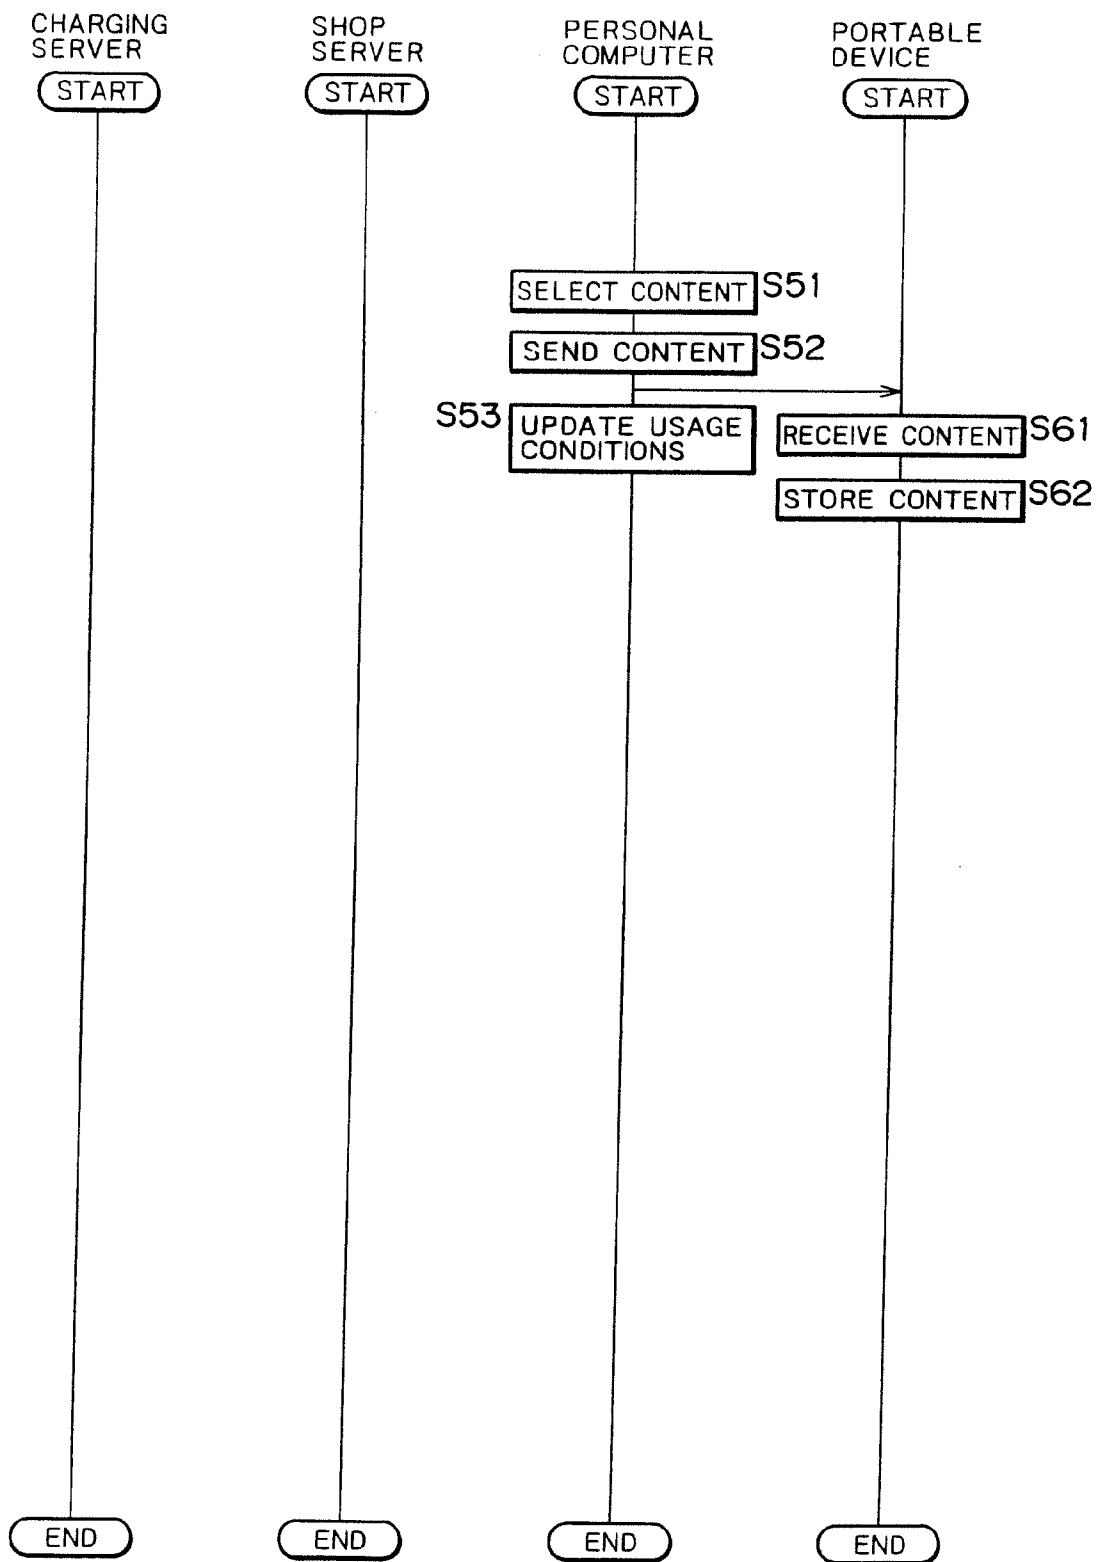 CHARGING
SERVER
START
SHOP
SERVER
START
PERSONAL
COMPUTER
START
PORTABLE
DEVICE
START
SELECT CONTENT S51
SEND CONTENT S52
S53 UPDATE USAGE
CONDITIONS
RECEIVE CONTENT S61
STORE CONTENT S62
END
END
END
END